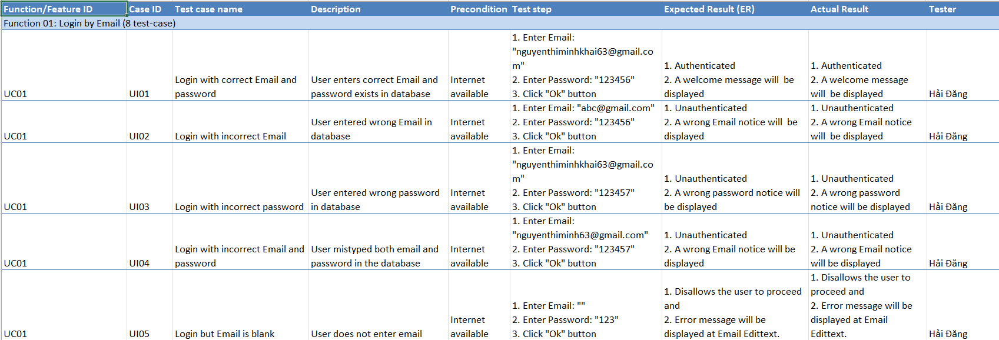 Function/Feature ID Case ID Test case name Description Precondition Test step Expected Result (ER) Actual Result Tester
Function 01: Login by Email (8 test-case)
UC01
UI01
Login with correct Email and
password
User enters correct Email and
password exists in database
Internet
available
1. Enter Email:
"nguyenthiminhkhai63@gmail.co
m"
2. Enter Password: "123456"
3. Click "Ok" button
1. Authenticated
2. A welcome message will  be
displayed
1. Authenticated
2. A welcome message
will  be displayed
Hải Đăng
UC01
UI02
Login with incorrect Email
User entered wrong Email in
database
Internet
available
1. Enter Email: "abc@gmail.com"
2. Enter Password: "123456"
3. Click "Ok" button
1. Unauthenticated
2. A wrong Email notice will  be
displayed
1. Unauthenticated
2. A wrong Email notice
will  be displayed
Hải Đăng
UC01
UI03
Login with incorrect password
User entered wrong password
in database
Internet
available
1. Enter Email:
"nguyenthiminhkhai63@gmail.co
m"
2. Enter Password: "123457"
3. Click "Ok" button
1. Unauthenticated
2. A wrong password notice will
be displayed
1. Unauthenticated
2. A wrong password
notice will be displayed
Hải Đăng
UC01
UI04
Login with incorrect Email and
password
User mistyped both email and
password in the database
Internet
available
1. Enter Email:
"nguyenthiminh63@gmail.com"
2. Enter Password: "123457"
3. Click "Ok" button
1. Unauthenticated
2. A wrong Email notice will be
displayed
1. Unauthenticated
2. A wrong Email notice
will be displayed
Hải Đăng
UC01
UI05
Login but Email is blank
User does not enter email
Internet
available
1. Enter Email: ""
2. Enter Password: "123"
3. Click "Ok" button
1. Disallows the user to proceed
and
2. Error message will be
displayed at Email Edittext.
1. Disallows the user to
proceed and
2. Error message will be
displayed at Email
Edittext.
Hải Đăng